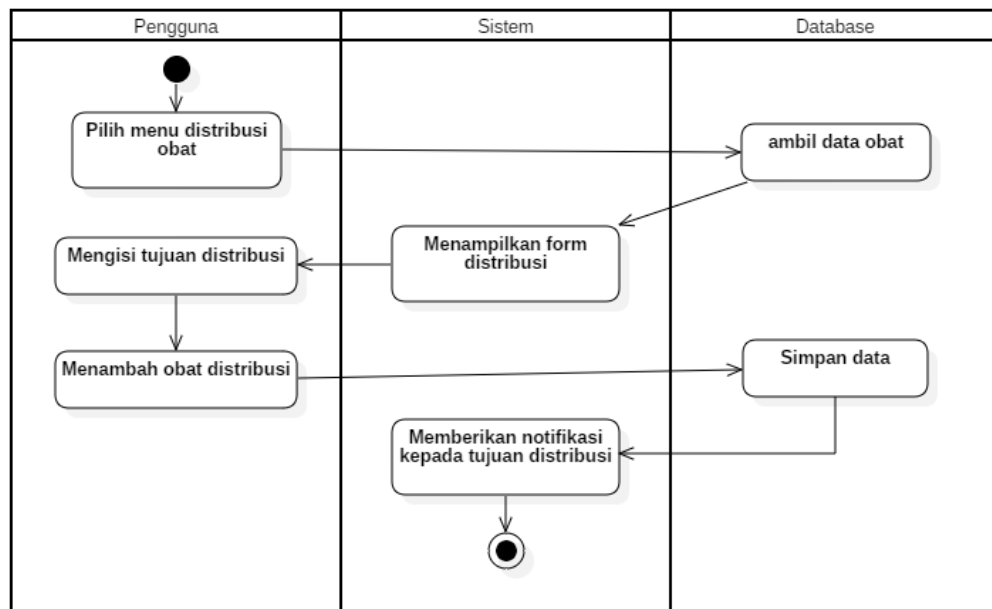 Pengguna
Sistem
Database
Pilih menu distribusi
obat
ambil data obat
Menampilkan form
distribusi
Mengisi tujuan distribusi
Menambah obat distribusi
Simpan data
Memberikan notifikasi
kepada tujuan distribusi